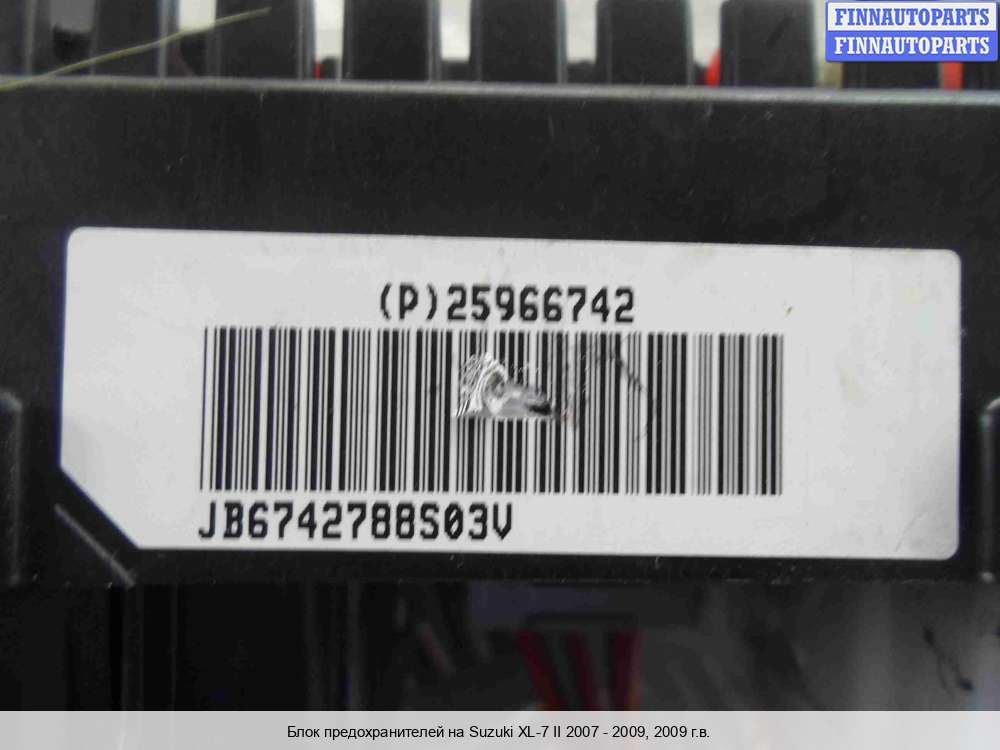 FINNAUTOPARTS
FINNAUTOPARTS
(P)25966742
JB6742788S03V
Блок предохранителей на Suzuki XL-7 II 2007 - 2009, 2009 г.в.